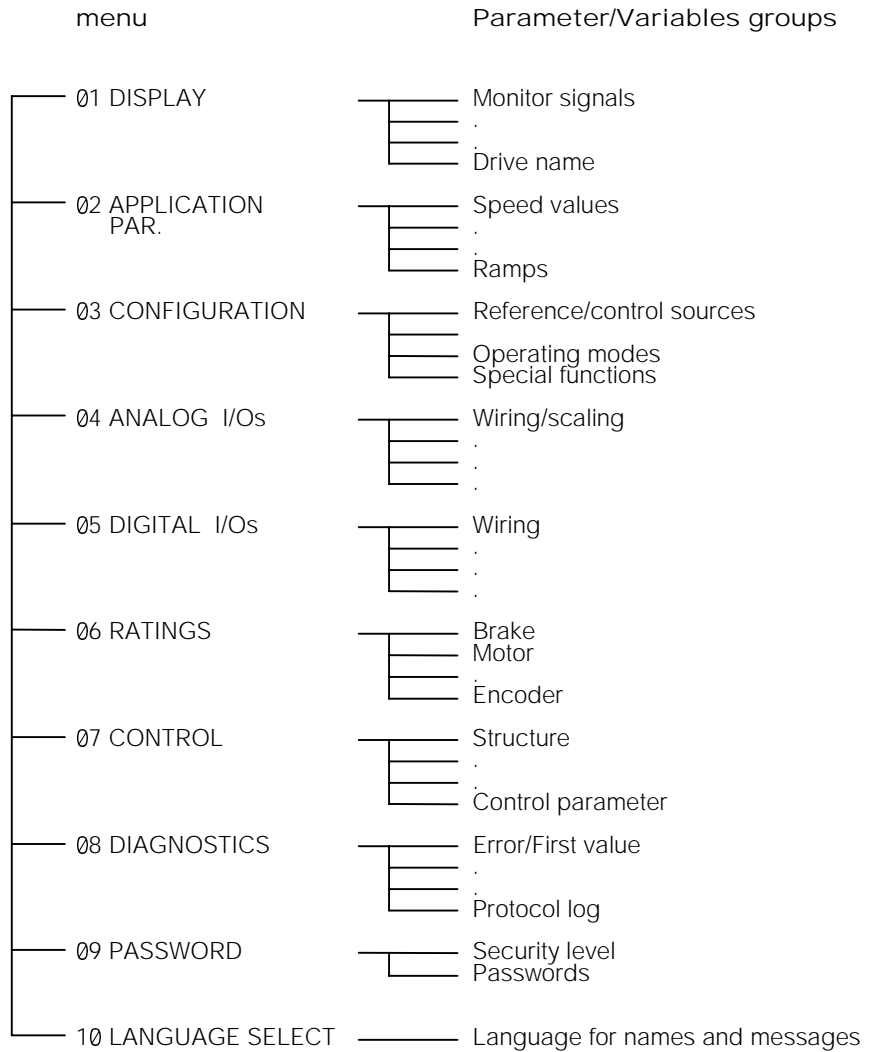 menu Parameter/Variables groups
01 DISPLAY Monitor signals
.
.
Drive name
02 APPLICATION Speed values
PAR. .
.
Ramps
03 CONFIGURATION Reference/control sources
Operating modes
Special functions
04 ANALOG I/Os Wiring/scaling
.
.
.
05 DIGITAL I/Os Wiring
.
.
.
06 RATINGS Brake
Motor
.
Encoder
07 CONTROL Structure
.
.
Control parameter
08 DIAGNOSTICS Error/First value
.
.
Protocol log
09 PASSWORD Security level
Passwords
10 LANGUAGE SELECT Language for names and messages